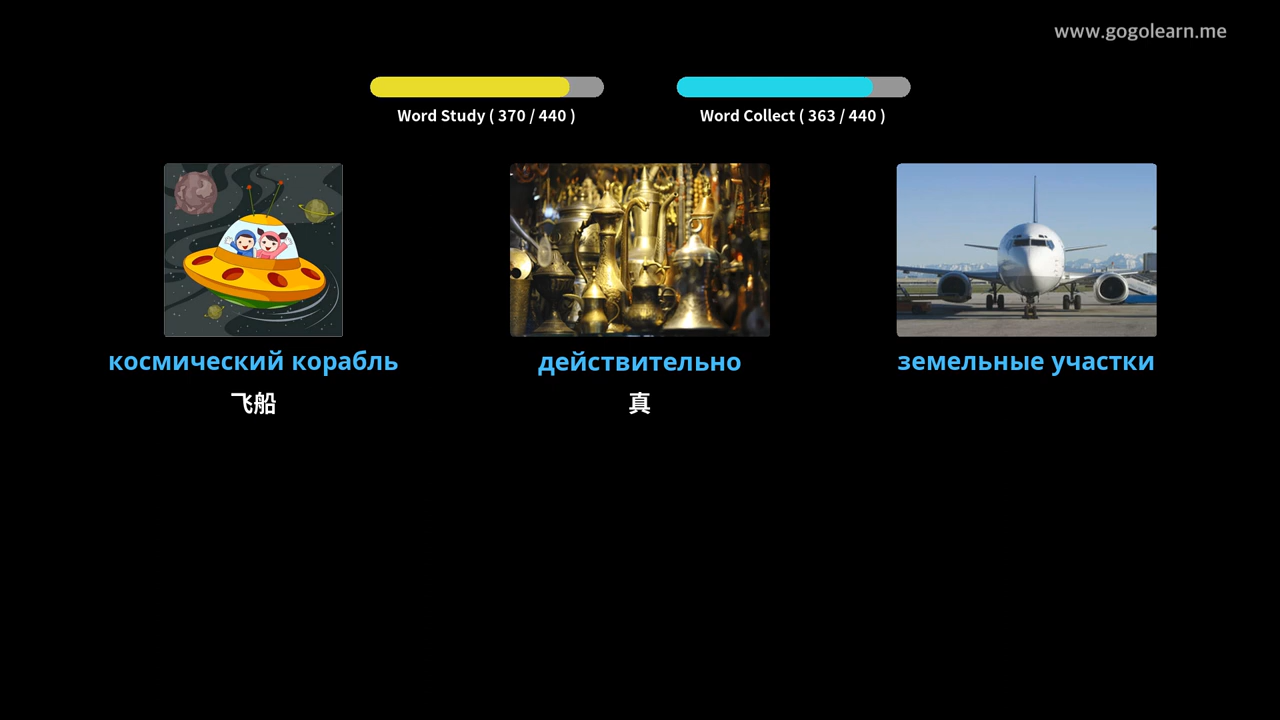 www.gogolearn.me
Word Study ( 370 / 440 )
Word Collect ( 363 / 440 )
космический корабль
действительно
земельные участки
飞船
真